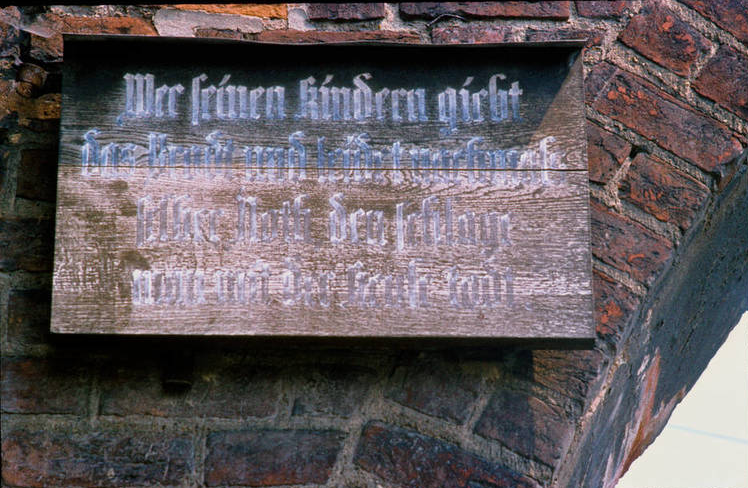 Wer seinen Kindern giebt
das Brodt und leidet nachmals
selber Noth, den schlage
man mit der Keule todt